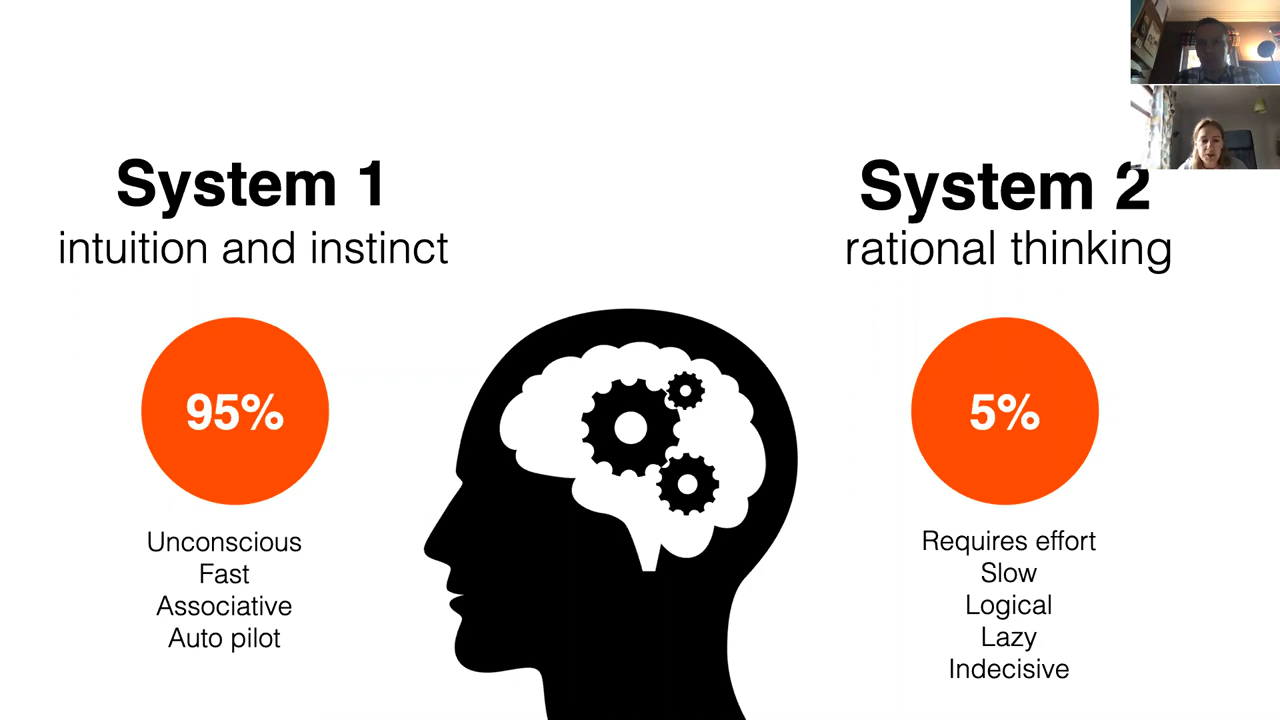 System 1
intuition and instinct
95%
Unconscious
Fast
Associative
Auto pilot
System 2
rational thinking
5%
Requires effort
Slow
Logical
Lazy
Indecisive